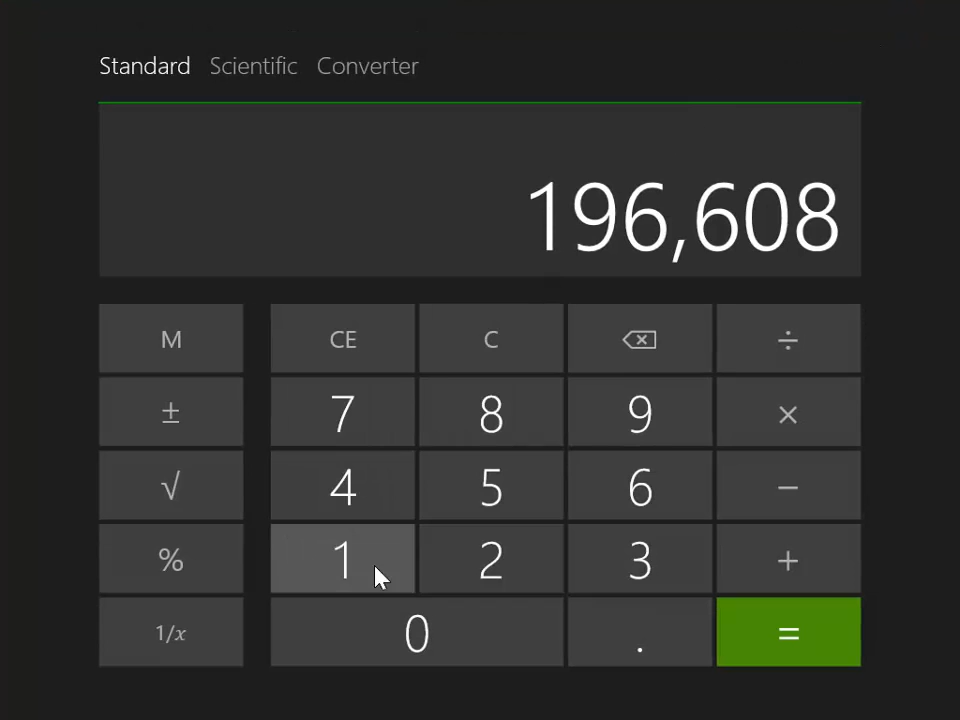 Standard Scientific Converter
196,608
M CE C ÷
± 7 8 9 ×
√ 4 5 6 −
% 1 2 3 +
1/x 0 . =